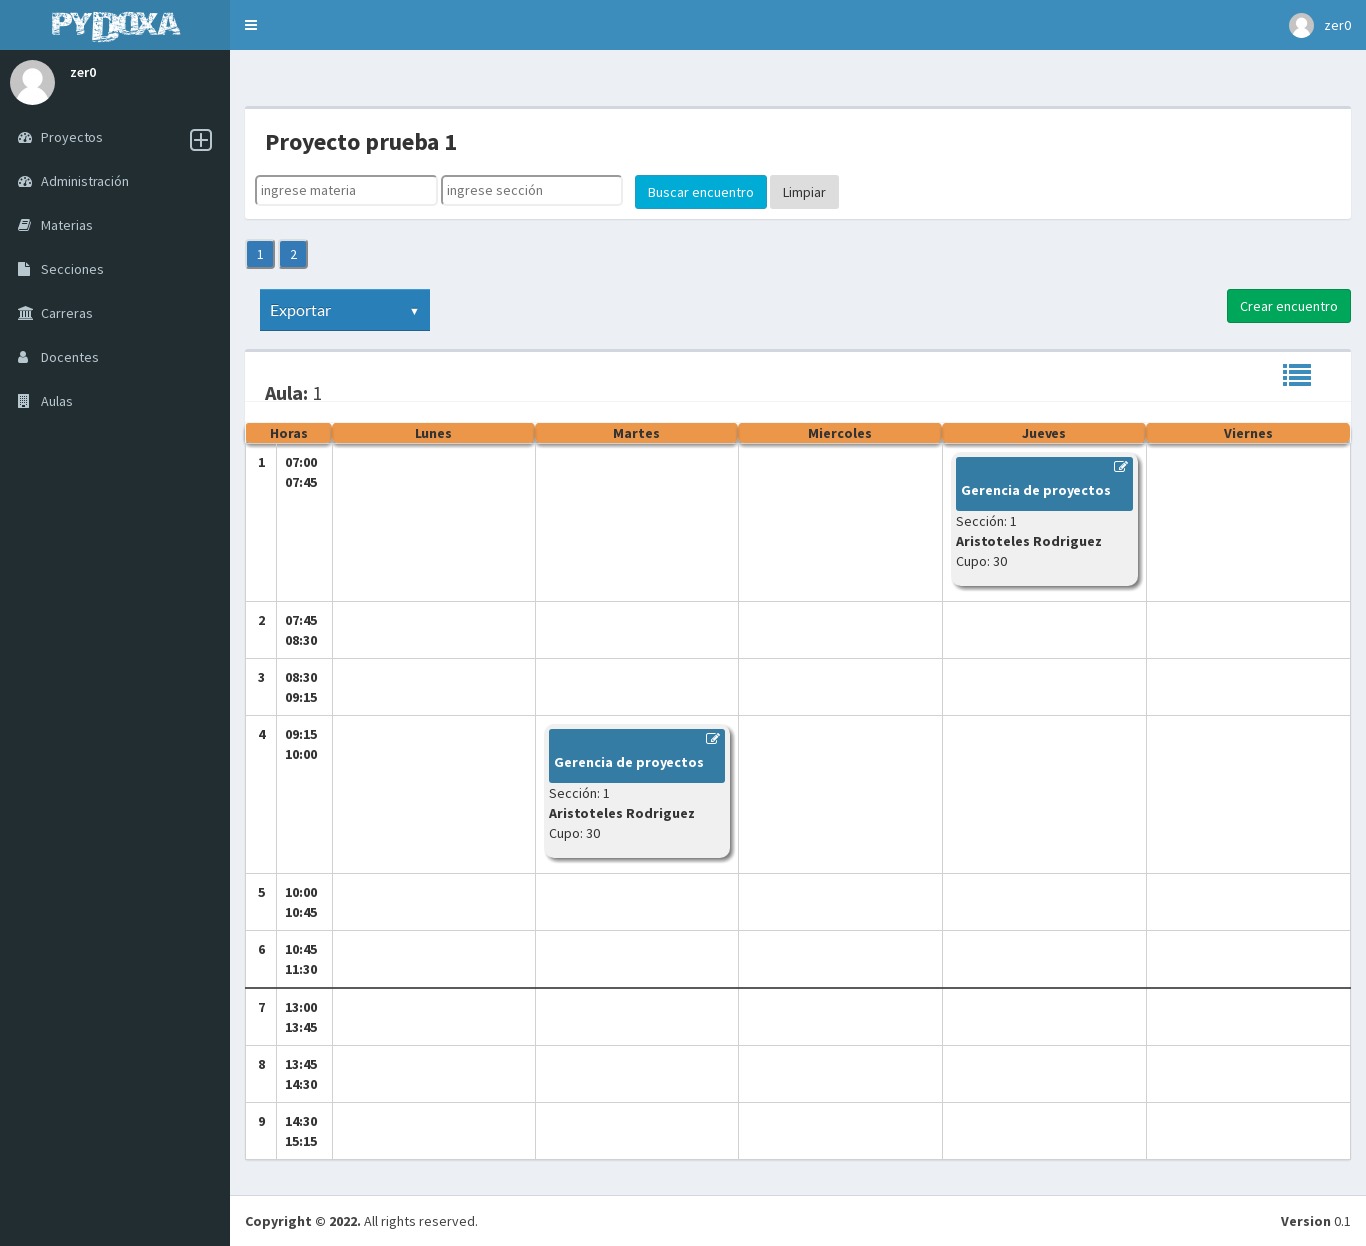 PYDOXA
zer0
zer0
Proyectos
Administración
Materias
Secciones
Carreras
Docentes
Aulas
Proyecto prueba 1
ingrese materia ingrese sección Buscar encuentro Limpiar
1 2
Exportar ▼ Crear encuentro
Aula: 1
Horas Lunes Martes Miercoles Jueves Viernes
1 07:00
07:45
Gerencia de proyectos
Sección: 1
Aristoteles Rodriguez
Cupo: 30
2 07:45
08:30
3 08:30
09:15
4 09:15
10:00
Gerencia de proyectos
Sección: 1
Aristoteles Rodriguez
Cupo: 30
5 10:00
10:45
6 10:45
11:30
7 13:00
13:45
8 13:45
14:30
9 14:30
15:15
Copyright © 2022. All rights reserved. Version 0.1